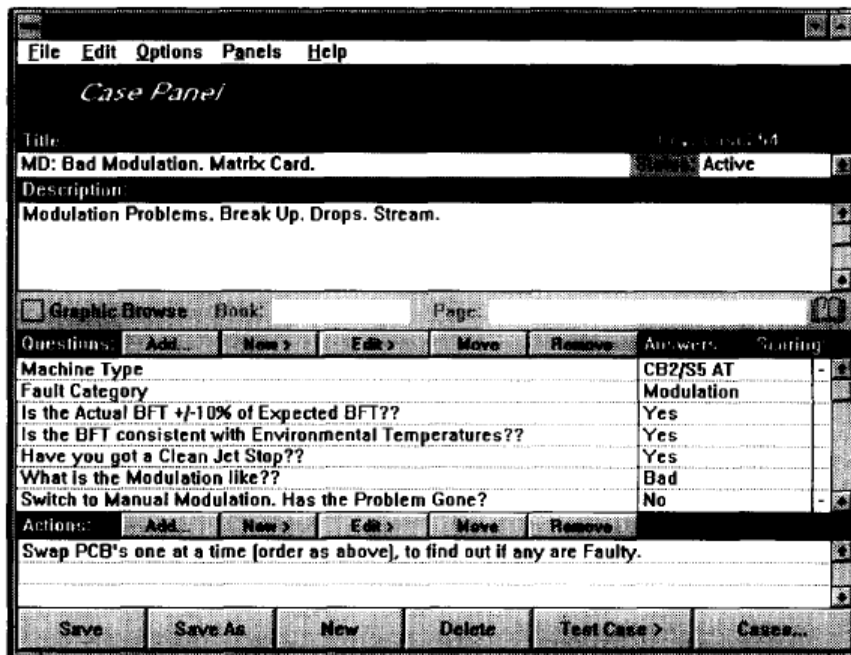 File Edit Options Panels Help
Case Panel
Title:
MD: Bad Modulation. Matrix Card. Active
Description:
Modulation Problems. Break Up. Drops. Stream.
Graphic Browse Book: Page:
Questions: Add... New > Edit > Move Remove Answers Scoring:
Machine Type CB2/S5 AT -
Fault Category Modulation
Is the Actual BFT +/-10% of Expected BFT?? Yes
Is the BFT consistent with Environmental Temperatures?? Yes
Have you got a Clean Jet Stop?? Yes
What is the Modulation like?? Bad
Switch to Manual Modulation. Has the Problem Gone? No -
Actions: Add... New > Edit > Move Remove
Swap PCB's one at a time (order as above), to find out if any are Faulty.
Save Save As New Delete Test Case > Cases...